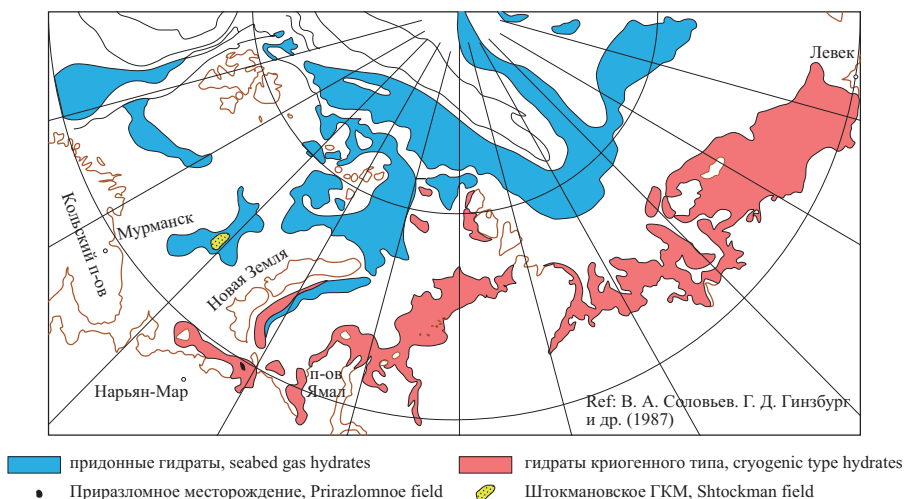 Левек
Кольский п-ов
Мурманск
Новая Земля
Нарьян-Мар
п-ов
Ямал
Ref: В. А. Соловьев. Г. Д. Гинзбург
и др. (1987)
придонные гидраты, seabed gas hydrates
гидраты криогенного типа, cryogenic type hydrates
Приразломное месторождение, Prirazlomnoe field
Штокмановское ГКМ, Shtockman field